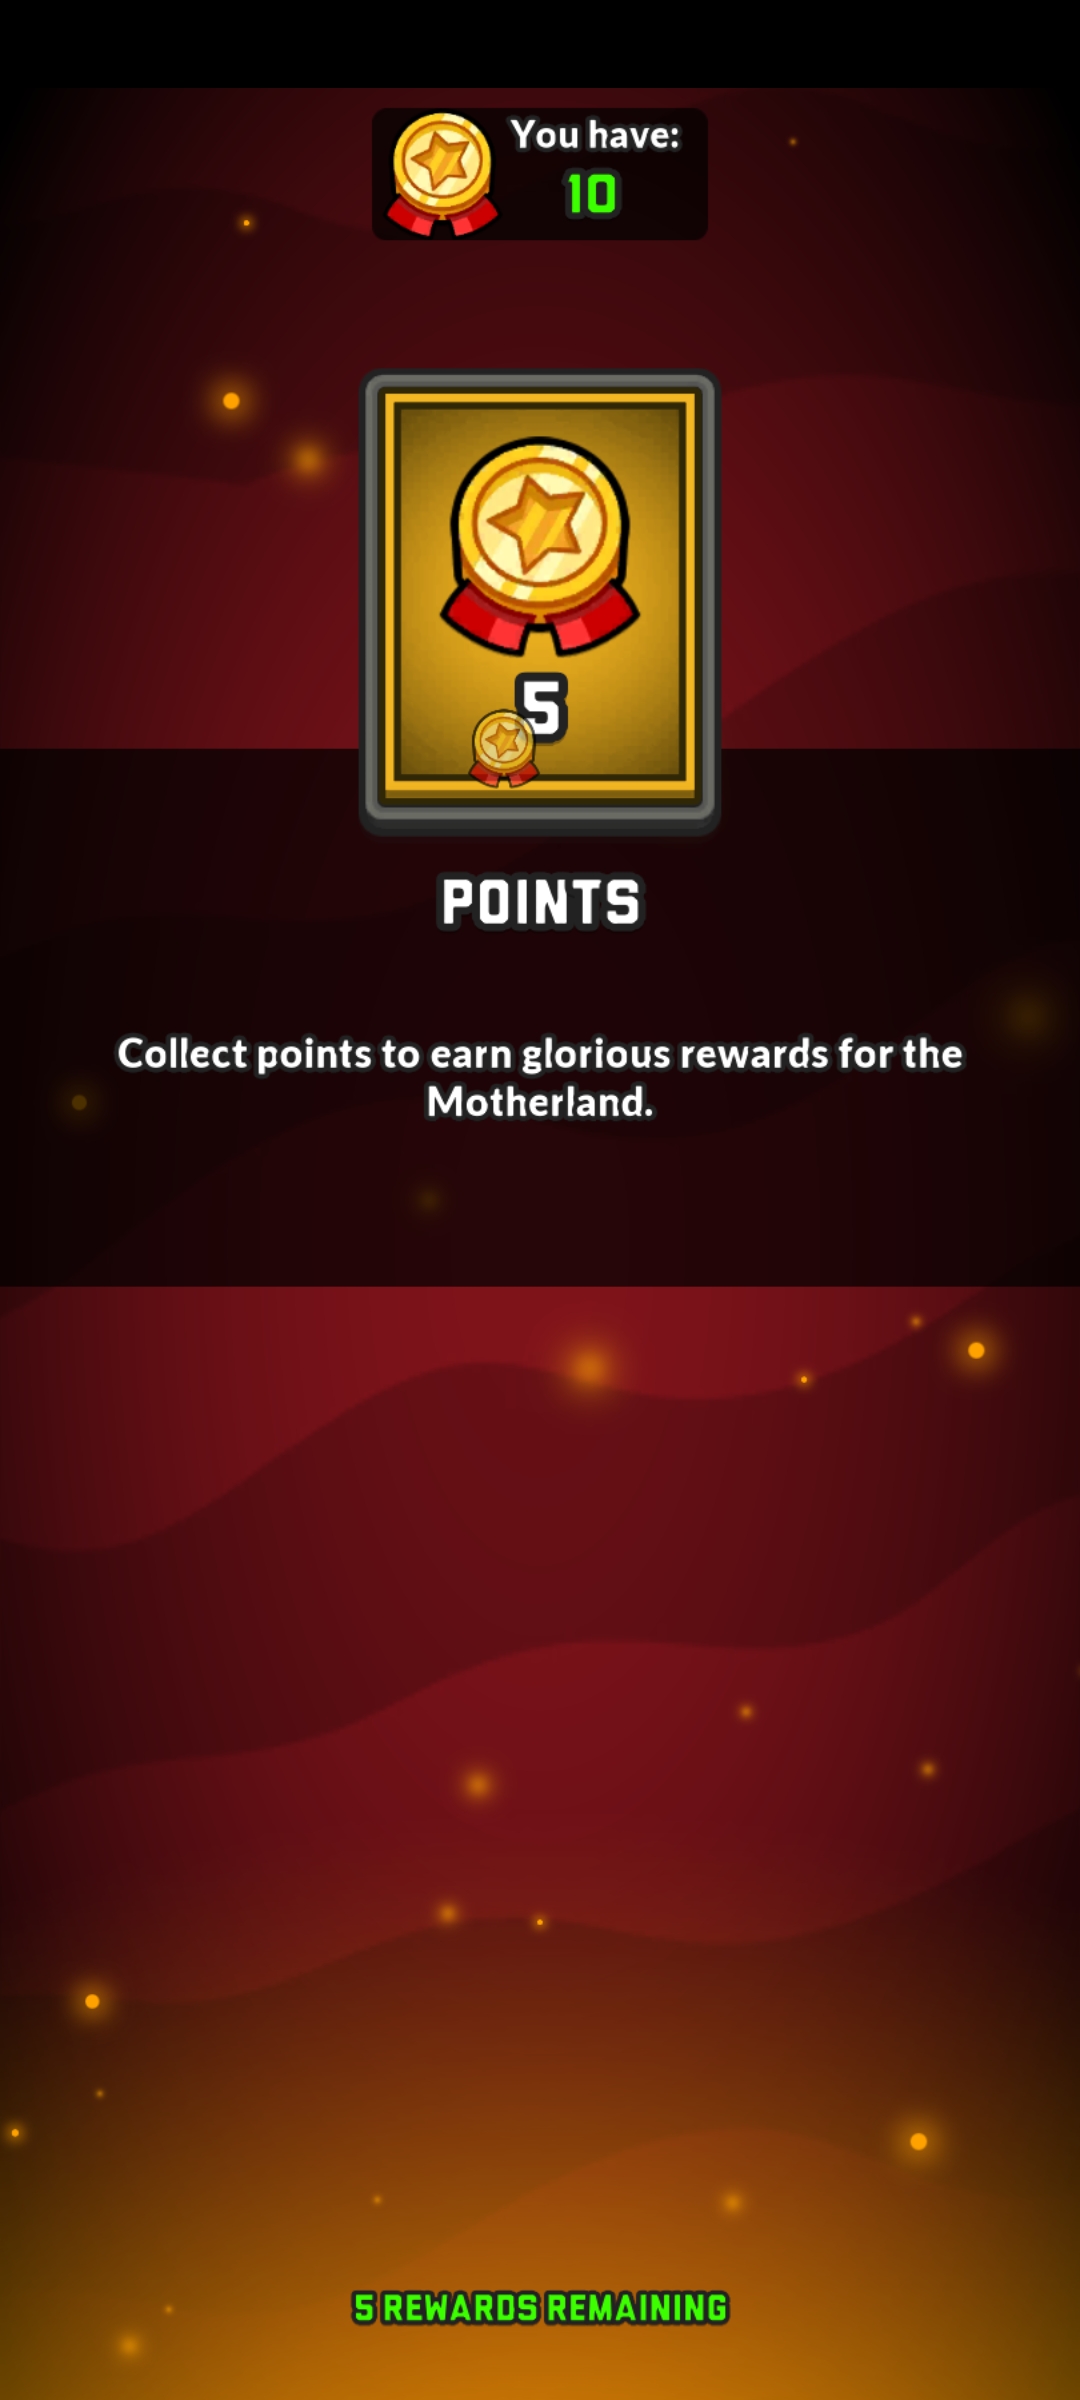 You have:
10
5
POINTS
Collect points to earn glorious rewards for the
Motherland.
5 REWARDS REMAINING